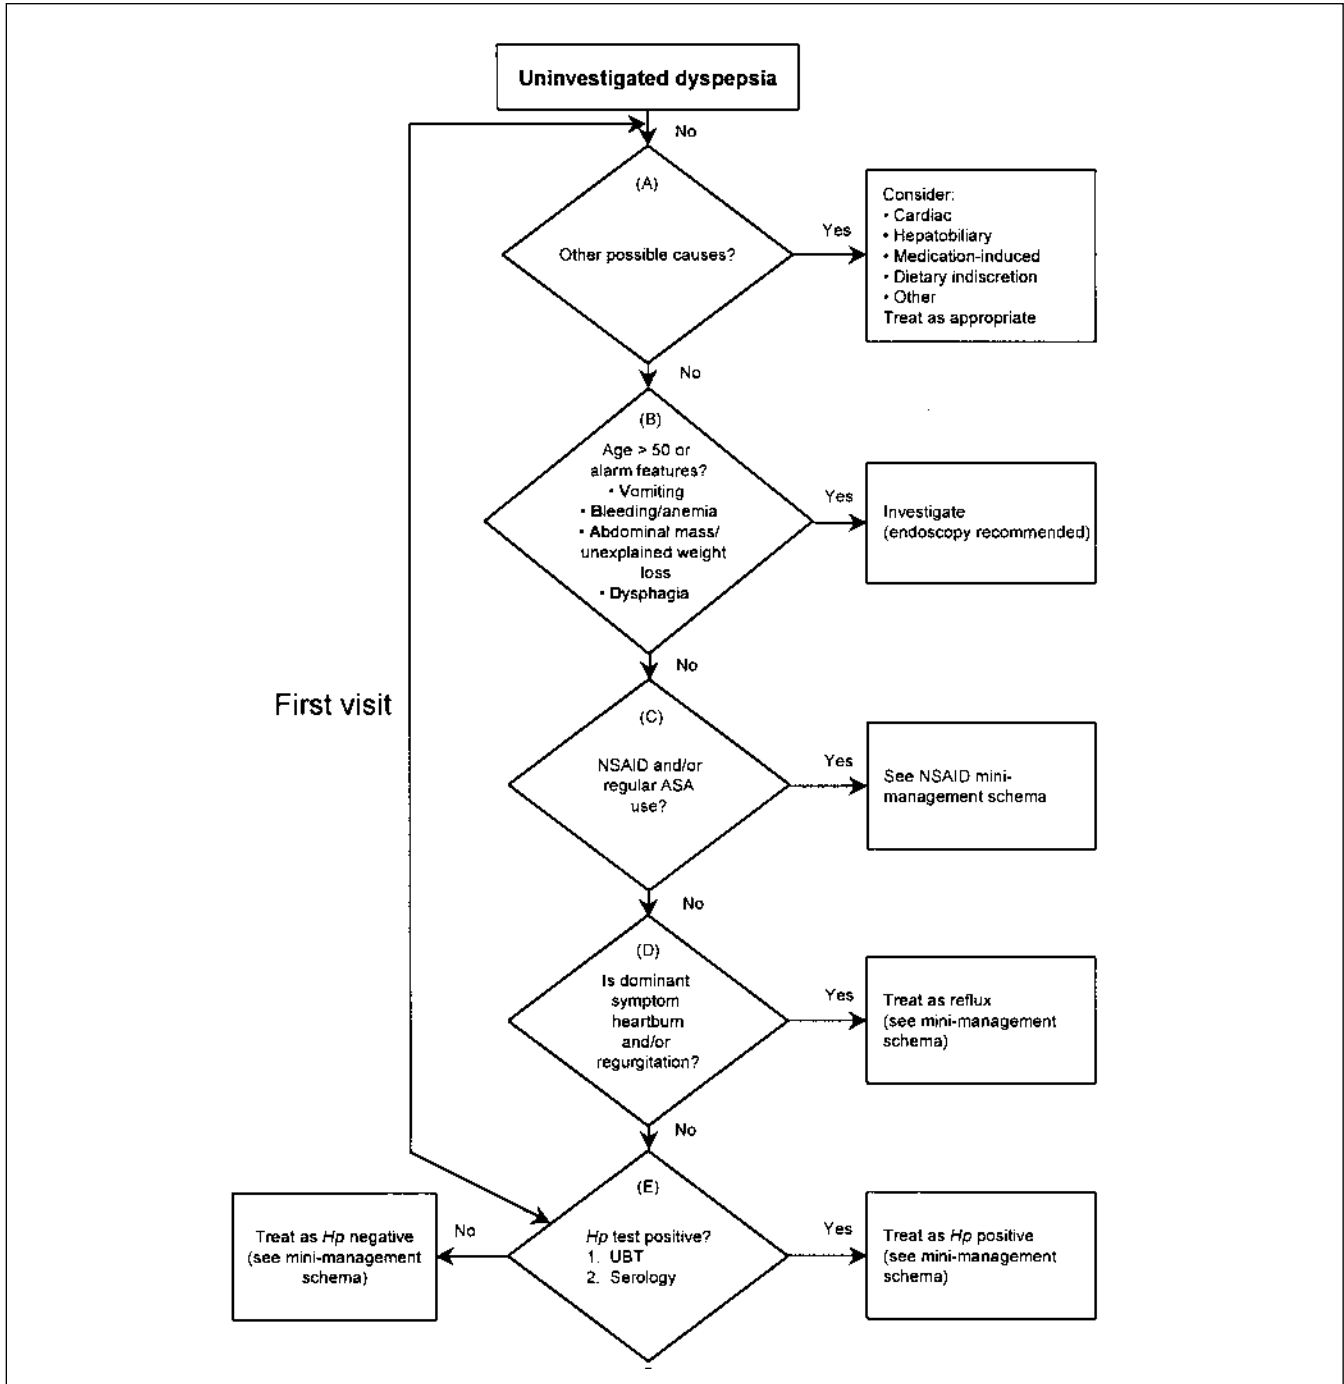 Uninvestigated dyspepsia
No
(A)
Other possible causes?
Yes
Consider:
• Cardiac
• Hepatobiliary
• Medication-induced
• Dietary indiscretion
• Other
Treat as appropriate
No
(B)
Age > 50 or
alarm features?
• Vomiting
• Bleeding/anemia
• Abdominal mass/
unexplained weight
loss
• Dysphagia
Yes
Investigate
(endoscopy recommended)
No
First visit
(C)
NSAID and/or
regular ASA
use?
Yes
See NSAID mini-
management schema
No
(D)
Is dominant
symptom
heartburn
and/or
regurgitation?
Yes
Treat as reflux
(see mini-management
schema)
No
(E)
Hp test positive?
1. UBT
2. Serology
No
Treat as Hp negative
(see mini-management
schema)
Yes
Treat as Hp positive
(see mini-management
schema)